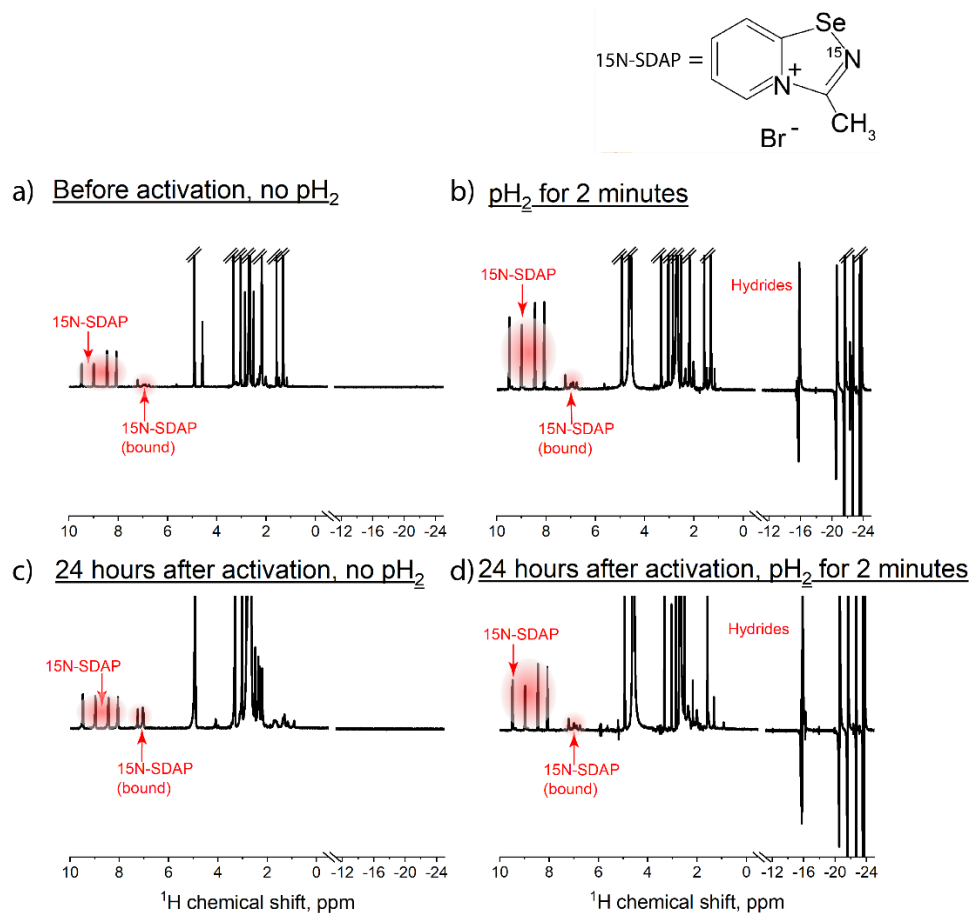 15N-SDAP =
Se
15
N
N
+
Br -
CH3
a) Before activation, no pH2
b) pH2 for 2 minutes
15N-SDAP
15N-SDAP
(bound)
10 8 6 4 2 0 -12 -16 -20 -24
15N-SDAP
15N-SDAP
(bound)
Hydrides
10 8 6 4 2 0 -12 -16 -20 -24
c) 24 hours after activation, no pH2
d) 24 hours after activation, pH2 for 2 minutes
15N-SDAP
15N-SDAP
(bound)
10 8 6 4 2 0 -12 -16 -20 -24
1H chemical shift, ppm
15N-SDAP
15N-SDAP
(bound)
Hydrides
10 8 6 4 2 0 -12 -16 -20 -24
1H chemical shift, ppm